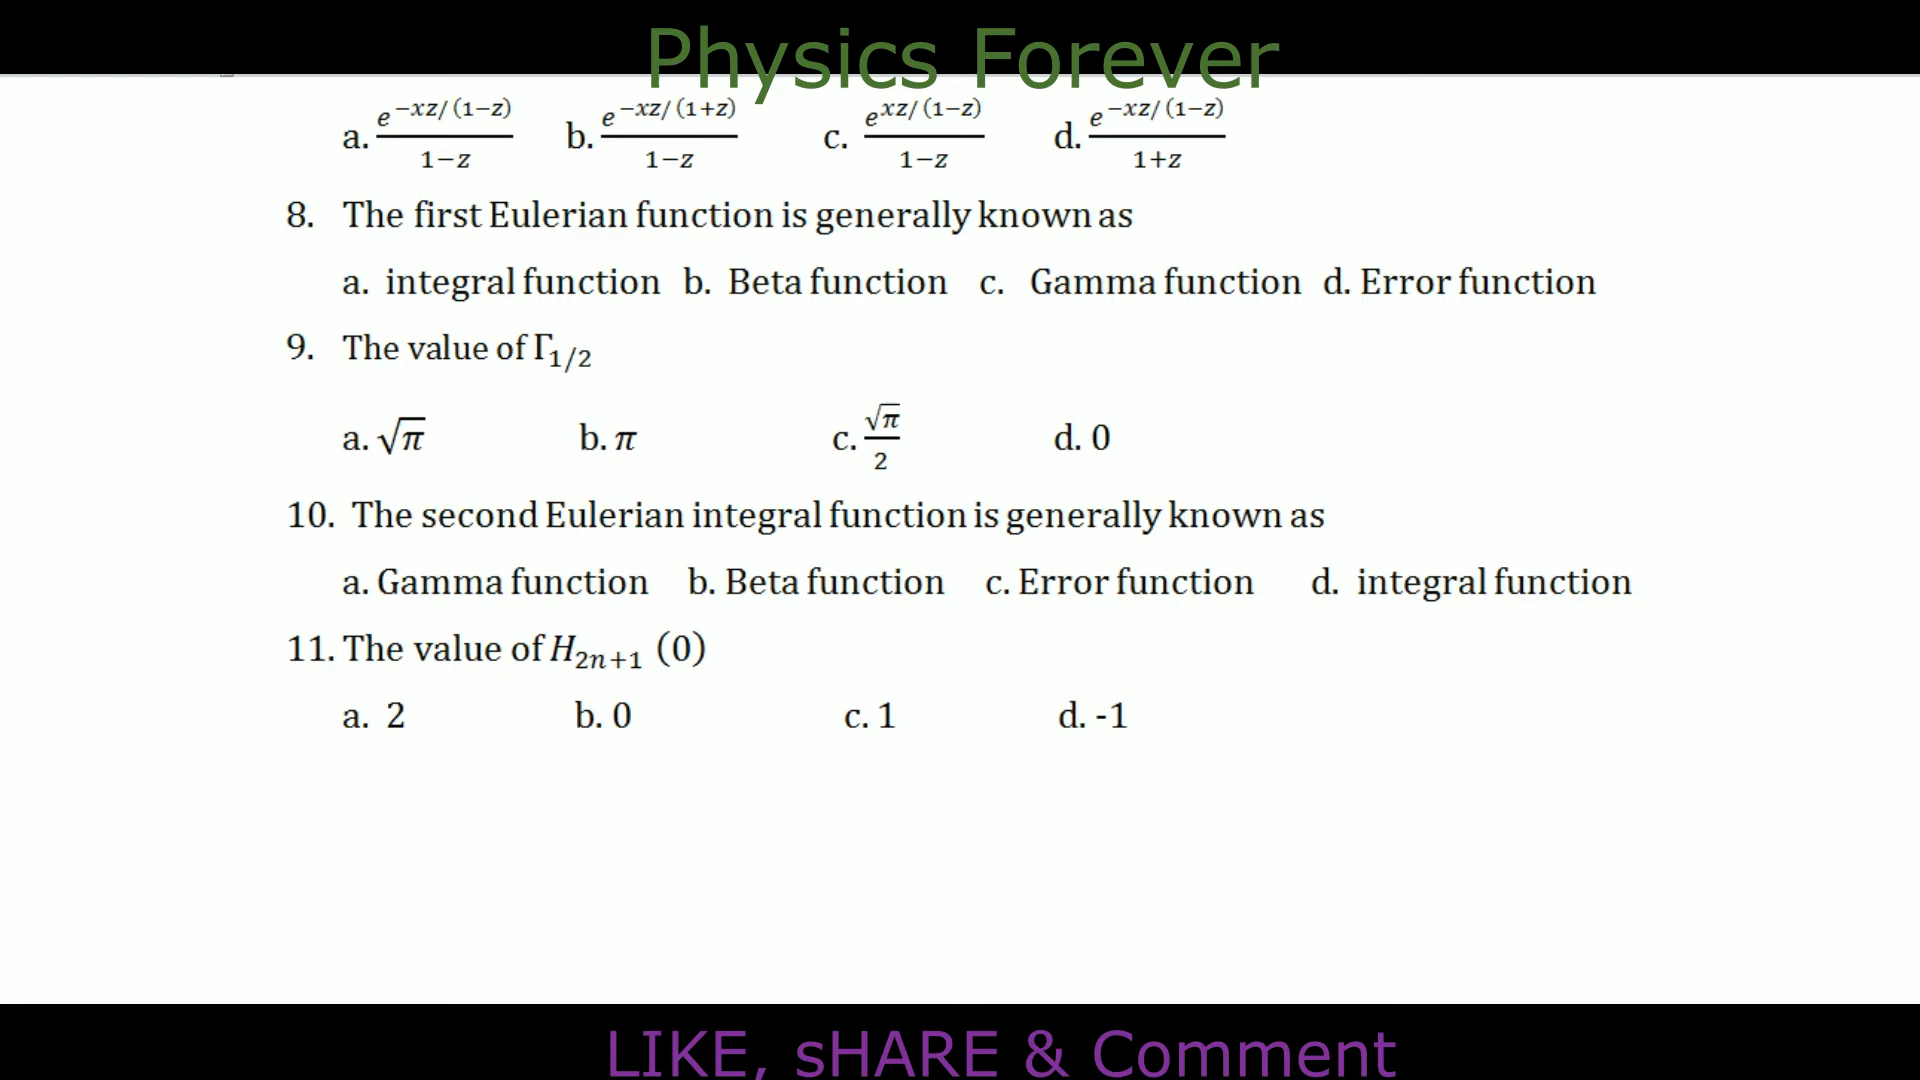 Physics Forever
a. e^{-xz/(1-z)}/(1-z) b. e^{-xz/(1+z)}/(1-z) c. e^{xz/(1-z)}/(1-z) d. e^{-xz/(1-z)}/(1+z)
8. The first Eulerian function is generally known as
a. integral function b. Beta function c. Gamma function d. Error function
9. The value of Γ_{1/2}
a. √π b. π c. √π/2 d. 0
10. The second Eulerian integral function is generally known as
a. Gamma function b. Beta function c. Error function d. integral function
11. The value of H_{2n+1} (0)
a. 2 b. 0 c. 1 d. -1
LIKE, sHARE & Comment